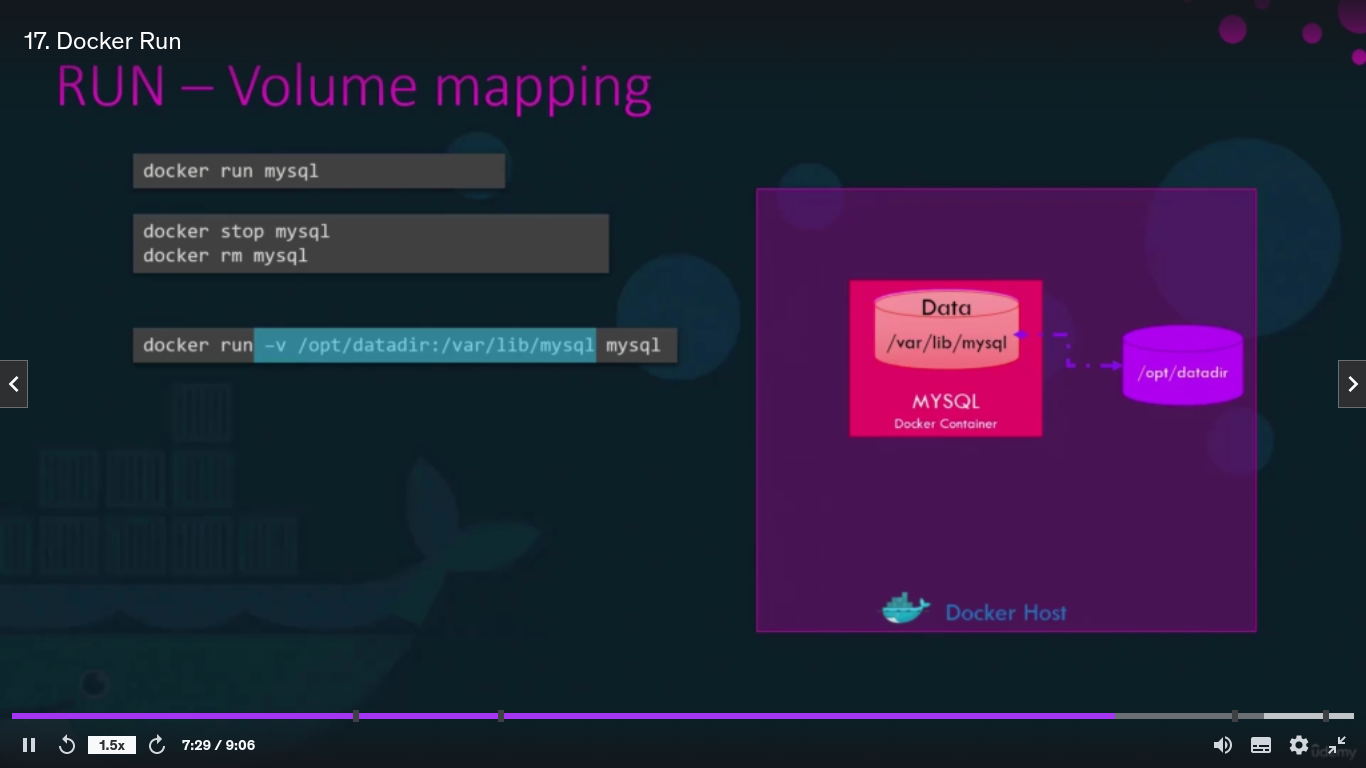 17. Docker Run
RUN – Volume mapping
docker run mysql
docker stop mysql
docker rm mysql
docker run -v /opt/datadir:/var/lib/mysql mysql
Data
/var/lib/mysql
/opt/datadir
MYSQL
Docker Container
Docker Host
1.5x
7:29 / 9:06
ûdemy